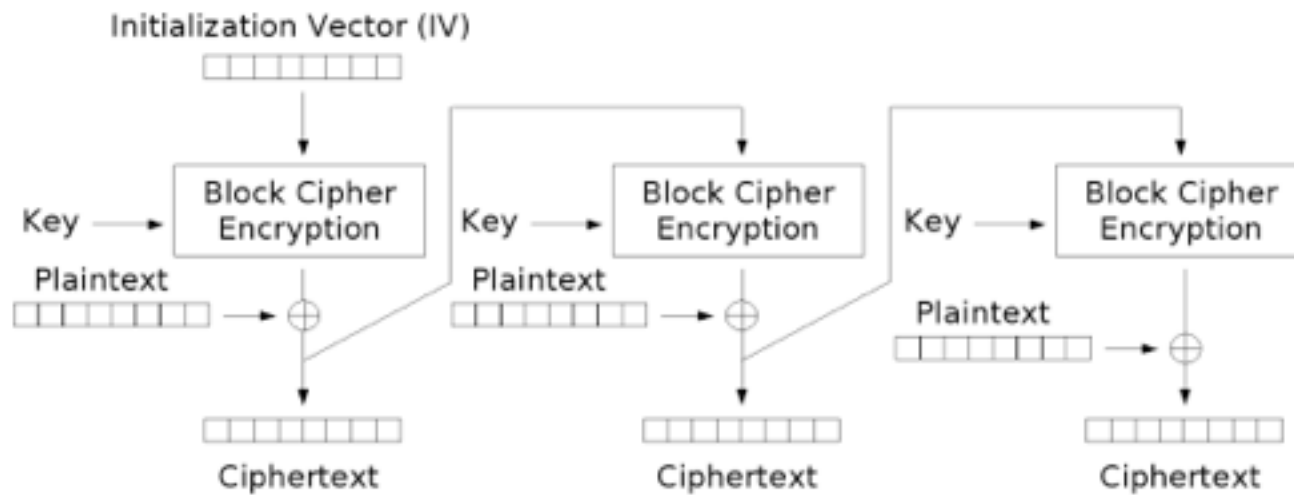 Initialization Vector (IV)
Block Cipher
Encryption
Key
Plaintext
Ciphertext
Block Cipher
Encryption
Key
Plaintext
Ciphertext
Block Cipher
Encryption
Key
Plaintext
Ciphertext